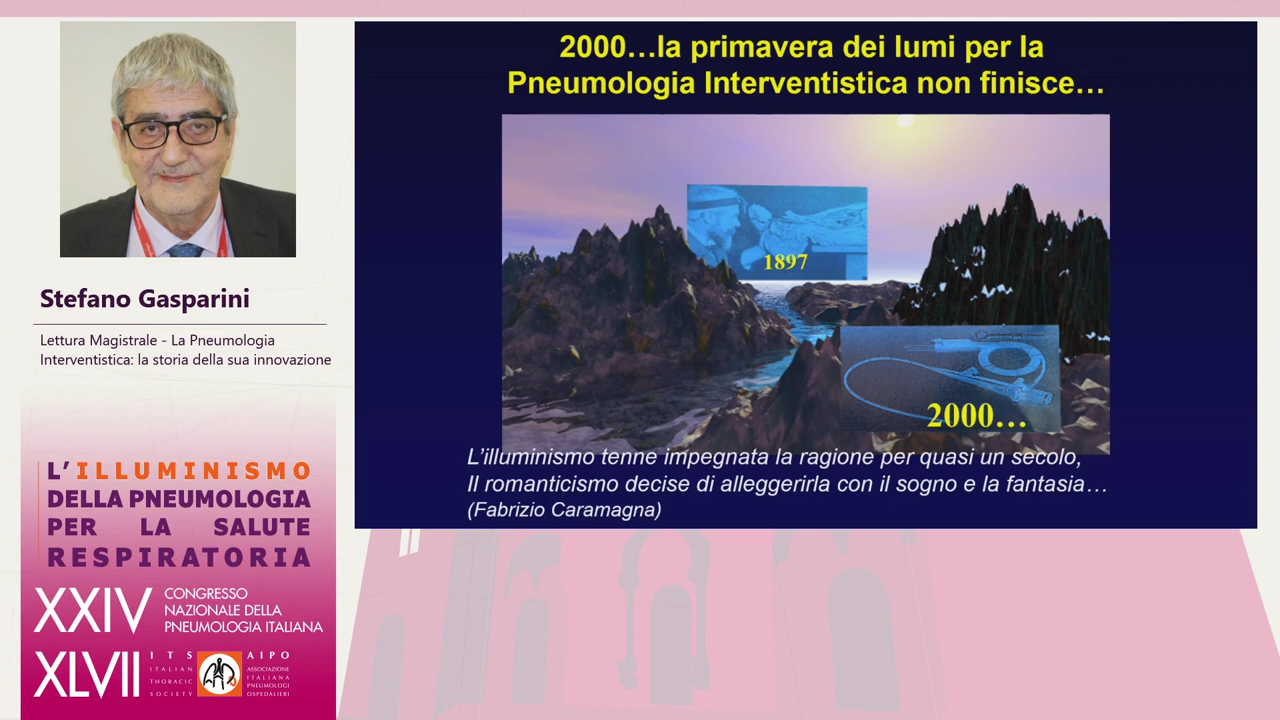 2000…la primavera dei lumi per la
Pneumologia Interventistica non finisce…
1897
2000…
L'illuminismo tenne impegnata la ragione per quasi un secolo,
Il romanticismo decise di alleggerirla con il sogno e la fantasia…
(Fabrizio Caramagna)
Stefano Gasparini
Lettura Magistrale - La Pneumologia
Interventistica: la storia della sua innovazione
L'ILLUMINISMO
DELLA PNEUMOLOGIA
PER LA SALUTE
RESPIRATORIA
XXIV
CONGRESSO
NAZIONALE DELLA
PNEUMOLOGIA ITALIANA
XLVII
ITS
ITALIAN
THORACIC
SOCIETY
AIPO
ASSOCIAZIONE
ITALIANA
PNEUMOLOGI
OSPEDALIERI